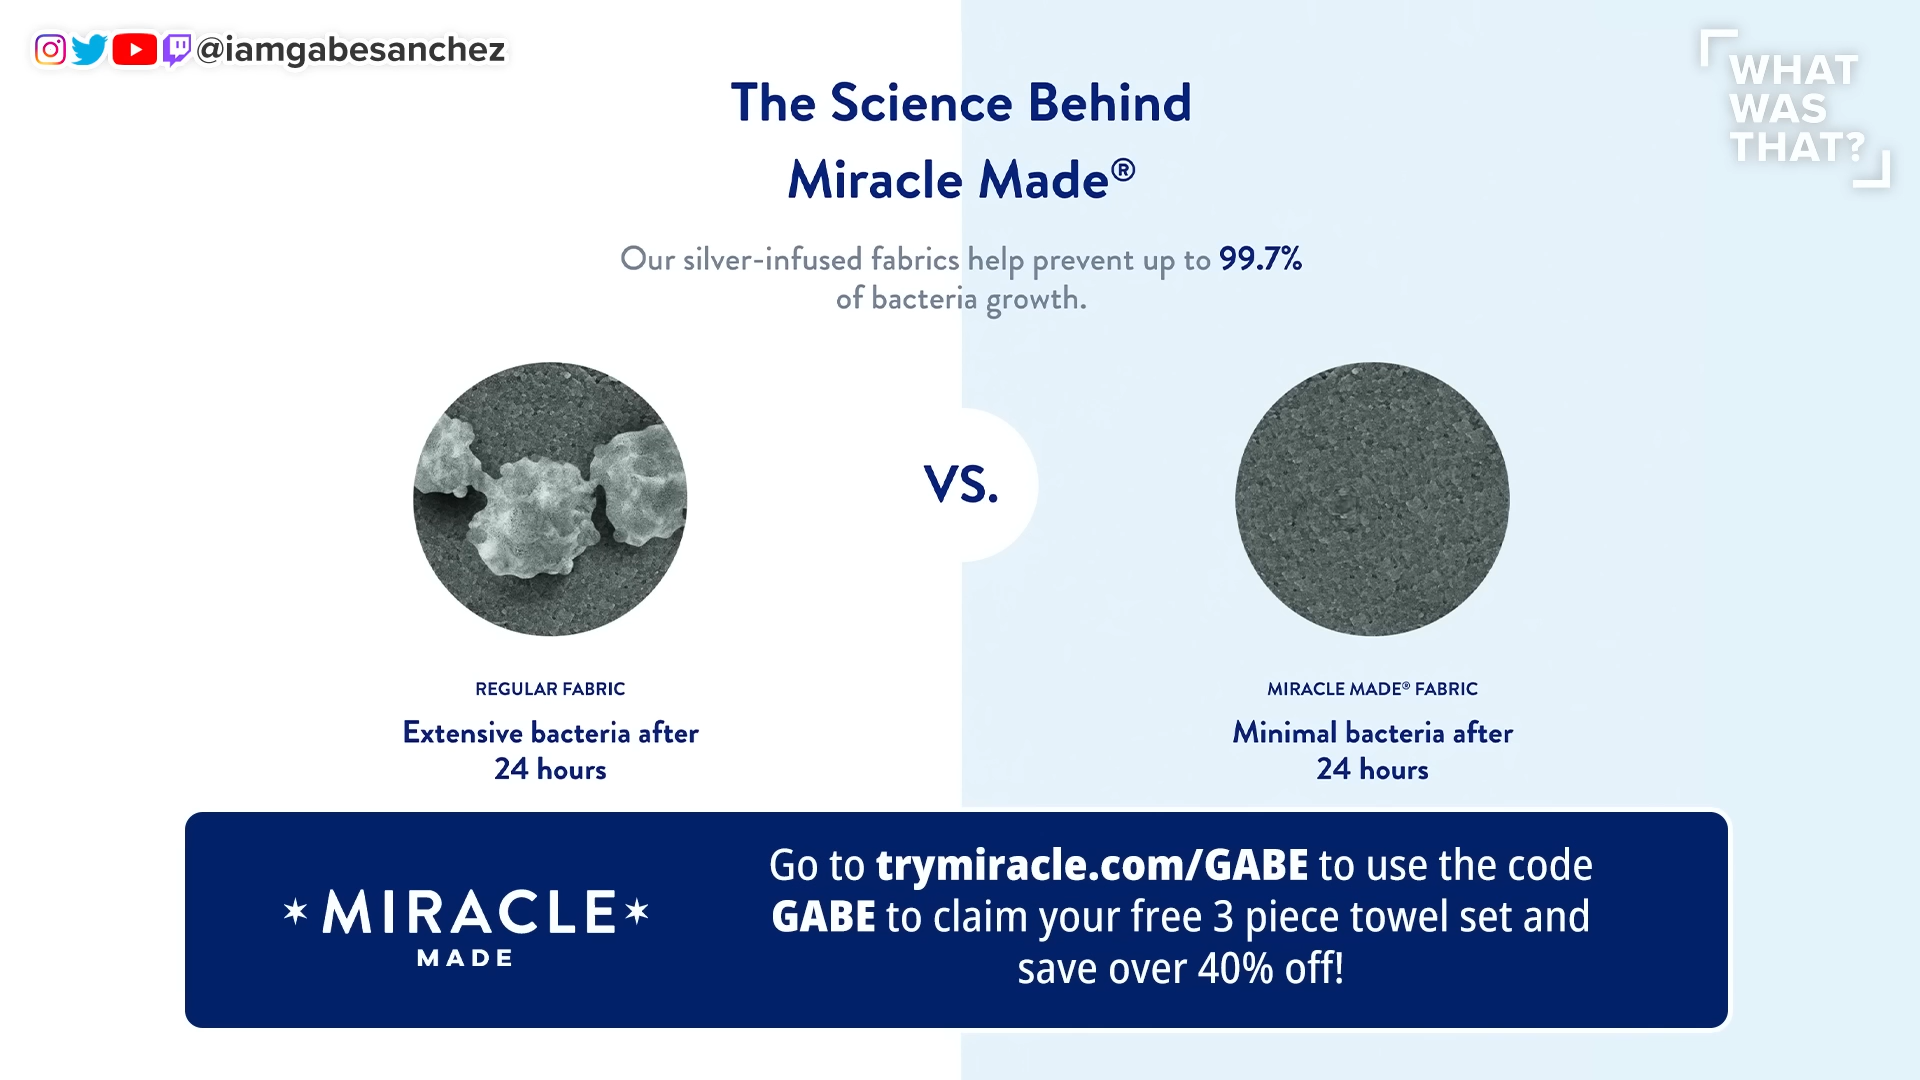 @iamgabesanchez
WHAT
WAS
THAT?
The Science Behind
Miracle Made®
Our silver-infused fabrics help prevent up to 99.7%
of bacteria growth.
VS.
REGULAR FABRIC
Extensive bacteria after
24 hours
MIRACLE MADE® FABRIC
Minimal bacteria after
24 hours
MIRACLE
MADE
Go to trymiracle.com/GABE to use the code
GABE to claim your free 3 piece towel set and
save over 40% off!